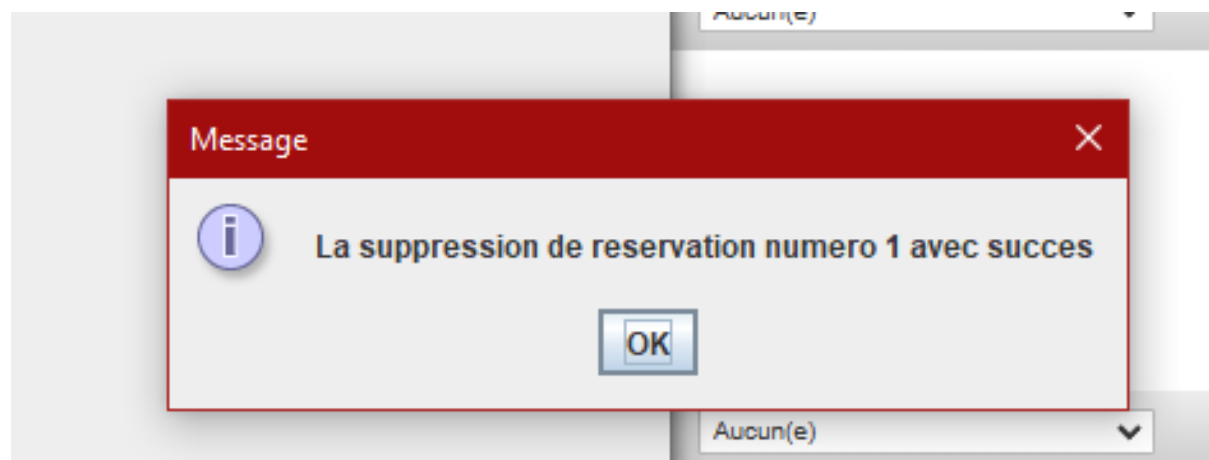 Aucun(e)
Message
La suppression de reservation numero 1 avec succes
OK
Aucun(e)